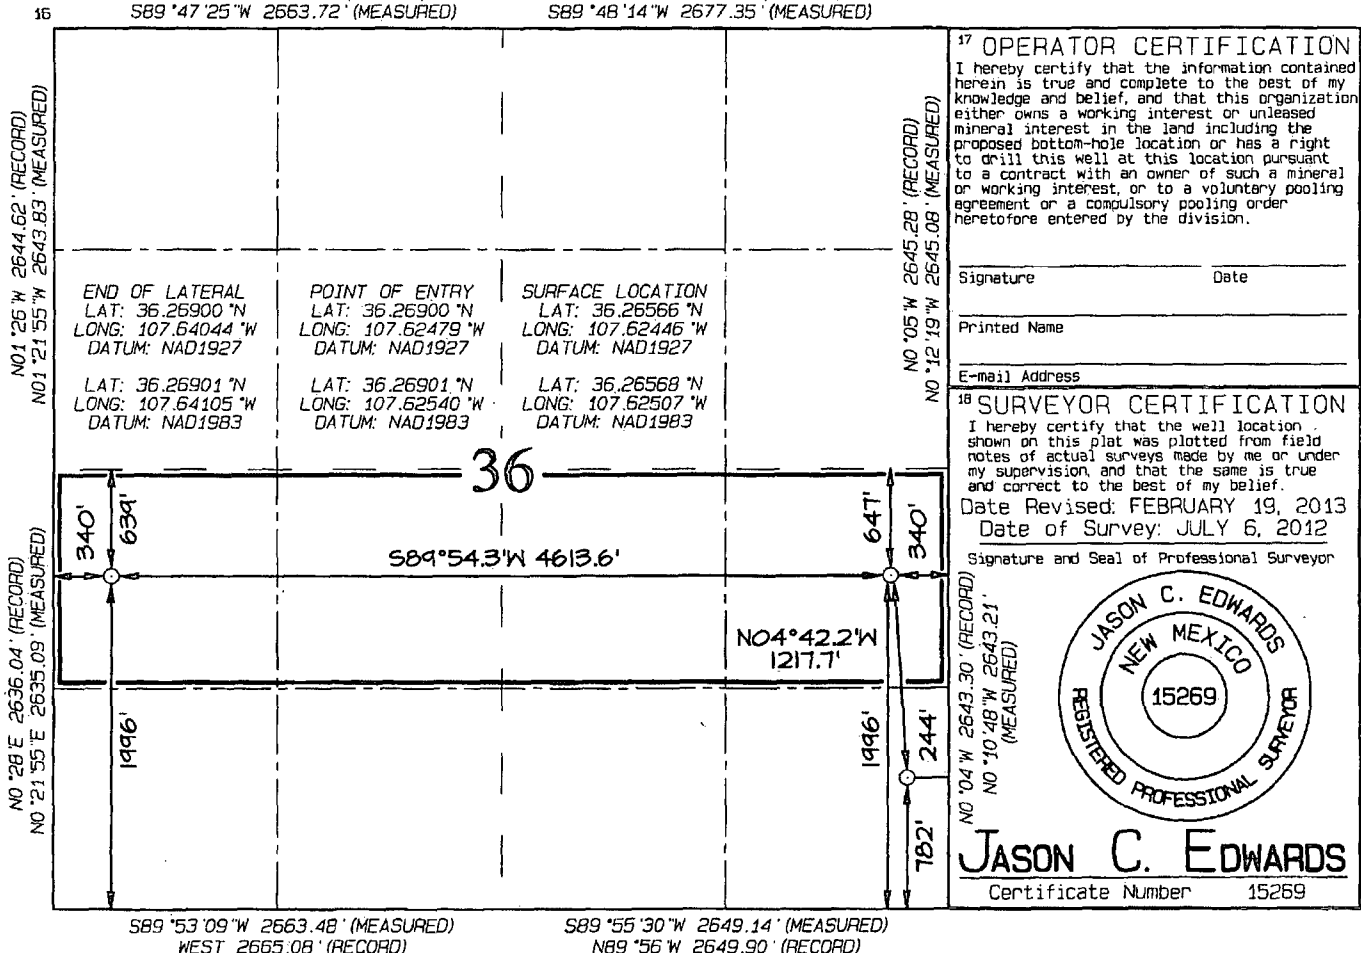 16
S89°47'25"W 2663.72' (MEASURED)
S89°48'14"W 2677.35' (MEASURED)
N01°26'W 2644.62' (RECORD)
N01°21'55"W 2643.83' (MEASURED)
N0°05'W 2645.28' (RECORD)
N0°12'19"W 2645.08' (MEASURED)
END OF LATERAL
LAT: 36.26900 °N
LONG: 107.64044 °W
DATUM: NAD1927
LAT: 36.26901 °N
LONG: 107.64105 °W
DATUM: NAD1983
POINT OF ENTRY
LAT: 36.26900 °N
LONG: 107.62479 °W
DATUM: NAD1927
LAT: 36.26901 °N
LONG: 107.62540 °W
DATUM: NAD1983
SURFACE LOCATION
LAT: 36.26566 °N
LONG: 107.62446 °W
DATUM: NAD1927
LAT: 36.26568 °N
LONG: 107.62507 °W
DATUM: NAD1983
36
340'
639'
647'
340'
S89°54.3'W 4613.6'
N04°42.2'W
1217.7'
1996'
1996'
244'
782'
N0°28'E 2636.04' (RECORD)
N0°21'55"E 2635.09' (MEASURED)
N0°04'W 2643.30' (RECORD)
N0°10'48"W 2643.21'
(MEASURED)
S89°53'09"W 2663.48' (MEASURED)
WEST 2665.08' (RECORD)
S89°55'30"W 2649.14' (MEASURED)
N89°56'W 2649.90' (RECORD)
17 OPERATOR CERTIFICATION
I hereby certify that the information contained
herein is true and complete to the best of my
knowledge and belief, and that this organization
either owns a working interest or unleased
mineral interest in the land including the
proposed bottom-hole location or has a right
to drill this well at this location pursuant
to a contract with an owner of such a mineral
or working interest, or to a voluntary pooling
agreement or a compulsory pooling order
heretofore entered by the division.
Signature Date
Printed Name
E-mail Address
18 SURVEYOR CERTIFICATION
I hereby certify that the well location
shown on this plat was plotted from field
notes of actual surveys made by me or under
my supervision, and that the same is true
and correct to the best of my belief.
Date Revised: FEBRUARY 19, 2013
Date of Survey: JULY 6, 2012
Signature and Seal of Professional Surveyor
JASON C. EDWARDS
NEW MEXICO
15269
REGISTERED PROFESSIONAL SURVEYOR
JASON C. EDWARDS
Certificate Number 15269